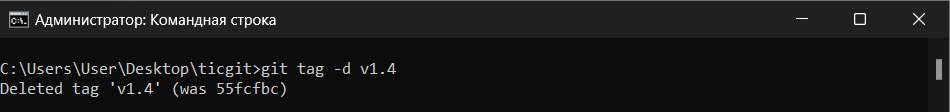 Администратор: Командная строка
C:\Users\User\Desktop\ticgit>git tag -d v1.4
Deleted tag 'v1.4' (was 55fcfbc)